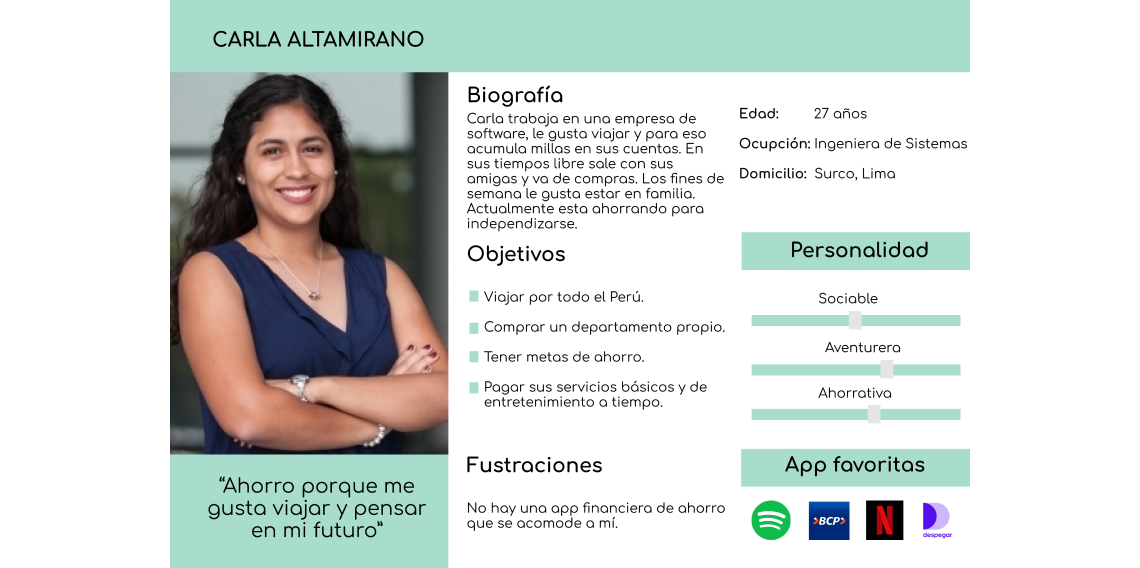 CARLA ALTAMIRANO
Biografía
Carla trabaja en una empresa de
software, le gusta viajar y para eso
acumula millas en sus cuentas. En
sus tiempos libre sale con sus
amigas y va de compras. Los fines de
semana le gusta estar en familia.
Actualmente esta ahorrando para
independizarse.
Edad: 27 años
Ocupción: Ingeniera de Sistemas
Domicilio: Surco, Lima
Objetivos
Viajar por todo el Perú.
Comprar un departamento propio.
Tener metas de ahorro.
Pagar sus servicios básicos y de
entretenimiento a tiempo.
Personalidad
Sociable
Aventurera
Ahorrativa
“Ahorro porque me
gusta viajar y pensar
en mi futuro”
Fustraciones
No hay una app financiera de ahorro
que se acomode a mí.
App favoritas
BCP
N
despegar